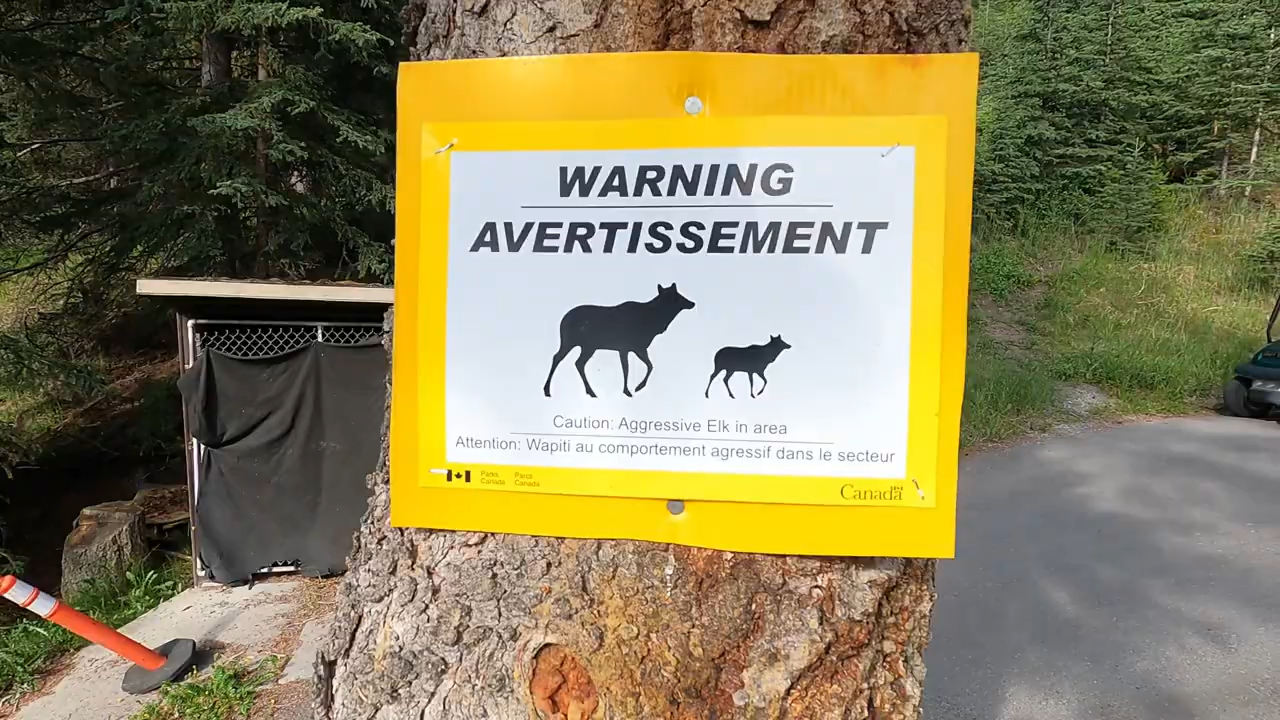 WARNING
AVERTISSEMENT
Caution: Aggressive Elk in area
Attention: Wapiti au comportement agressif dans le secteur
Parks Parcs
Canada Canada
Canada